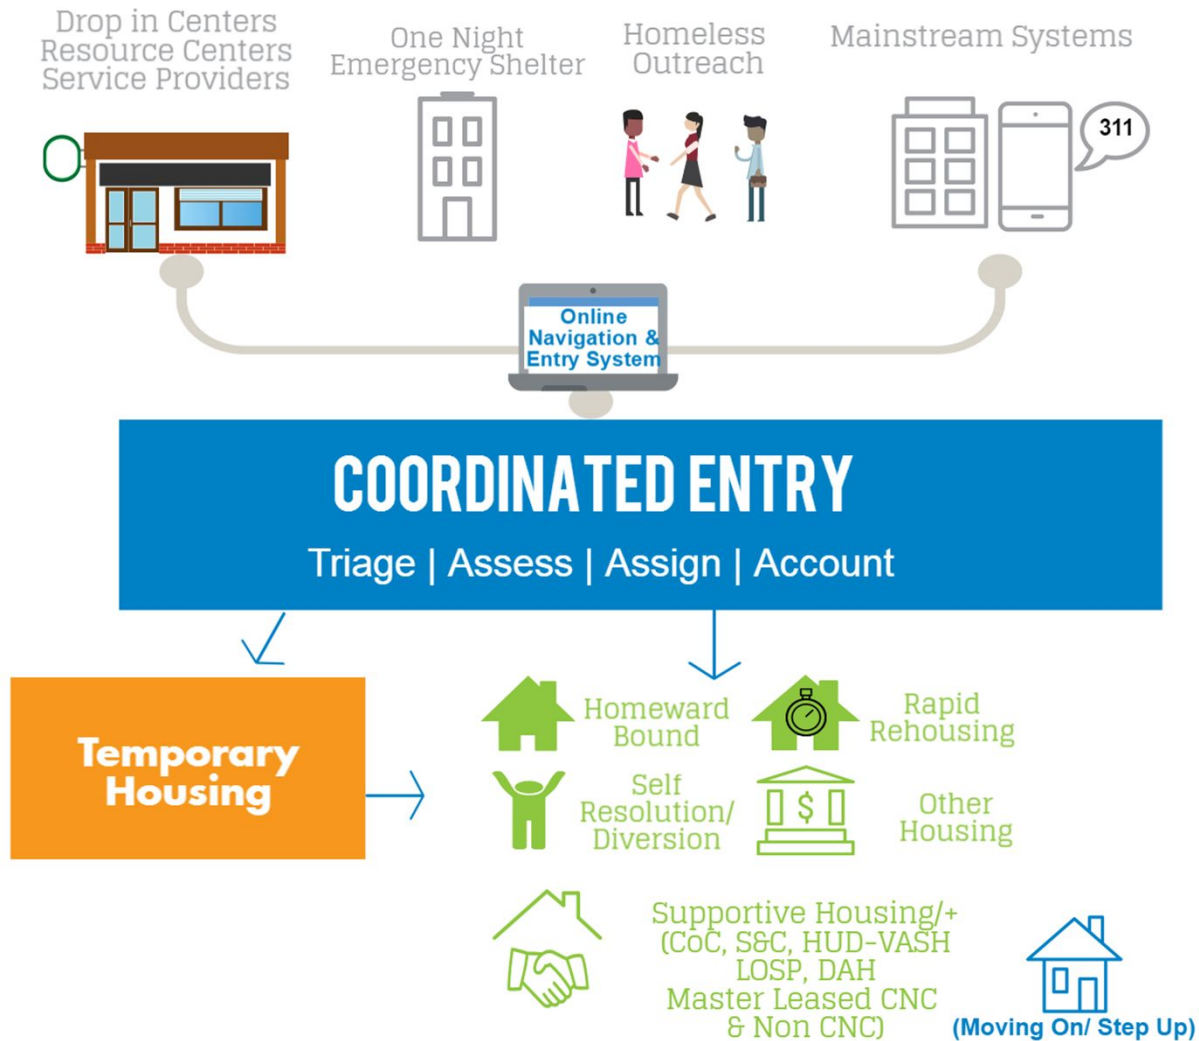 Drop in Centers
Resource Centers
Service Providers
One Night
Emergency Shelter
Homeless
Outreach
Mainstream Systems
311
Online
Navigation &
Entry System
COORDINATED ENTRY
Triage | Assess | Assign | Account
Temporary
Housing
Homeward
Bound
Rapid
Rehousing
Self
Resolution/
Diversion
$
Other
Housing
Supportive Housing/+
(CoC, S&C, HUD-VASH
LOSP, DAH
Master Leased CNC
& Non CNC)
(Moving On/ Step Up)